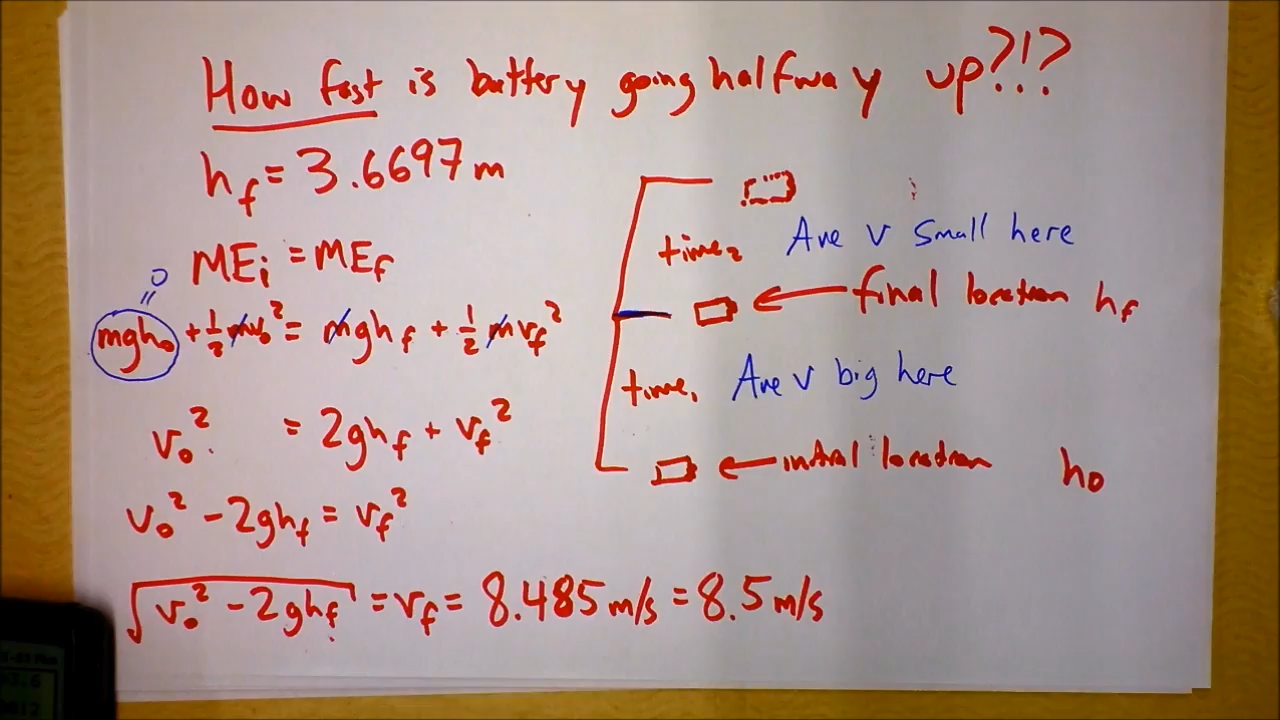 How fast is battery going halfway up?!?
hf = 3.6697 m
MEi = MEf
0
=
mgh₀ + ½mv₀² = mghf + ½mvf²
v₀² = 2ghf + vf²
v₀² - 2ghf = vf²
√(v₀² - 2ghf) = vf = 8.485 m/s = 8.5 m/s
time₂ Ave v small here
← final location hf
time₁ Ave v big here
← initial location h₀